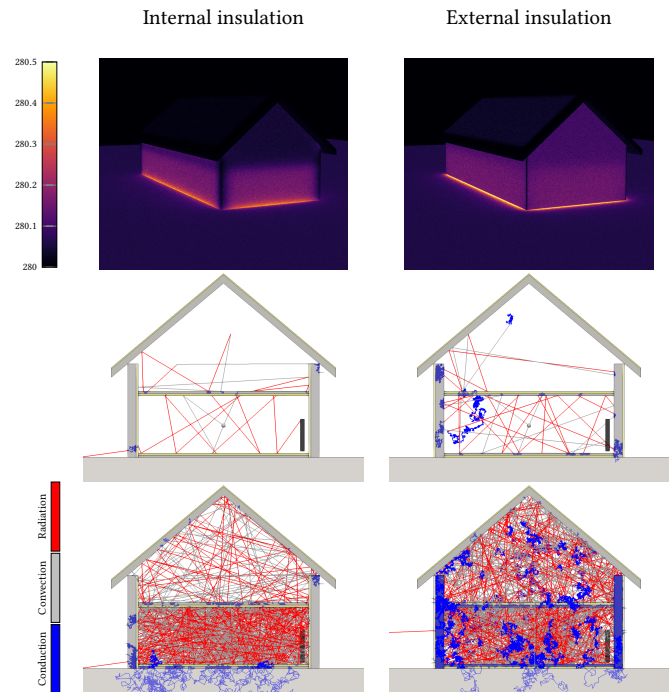 Internal insulation
External insulation
280.5
280.4
280.3
280.2
280.1
280
Radiation
Convection
Conduction